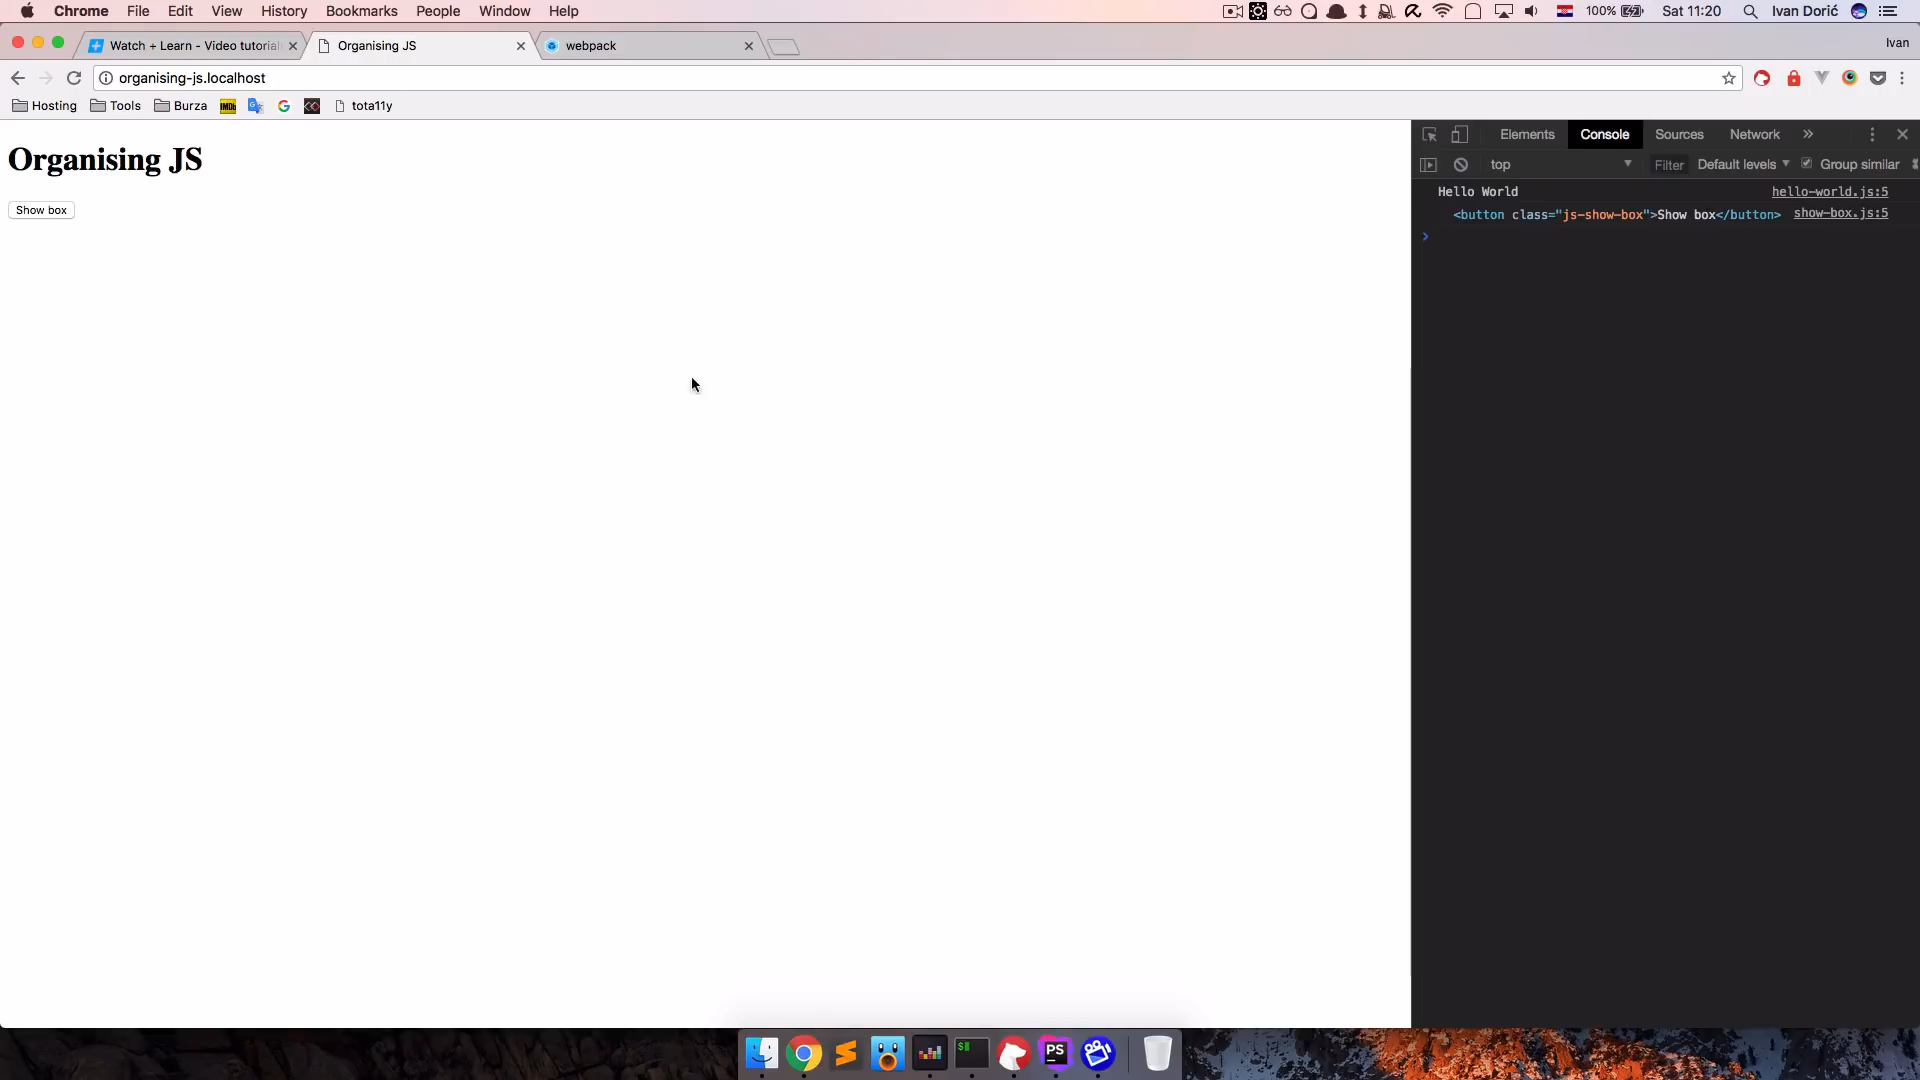 Chrome File Edit View History Bookmarks People Window Help 100% Sat 11:20 Ivan Dorić
Watch + Learn - Video tutorial Organising JS webpack Ivan
organising-js.localhost
Hosting Tools Burza IMDb tota11y
Elements Console Sources Network
top Filter Default levels Group similar
Organising JS
Show box
Hello World hello-world.js:5
<button class="js-show-box">Show box</button> show-box.js:5
$
PS